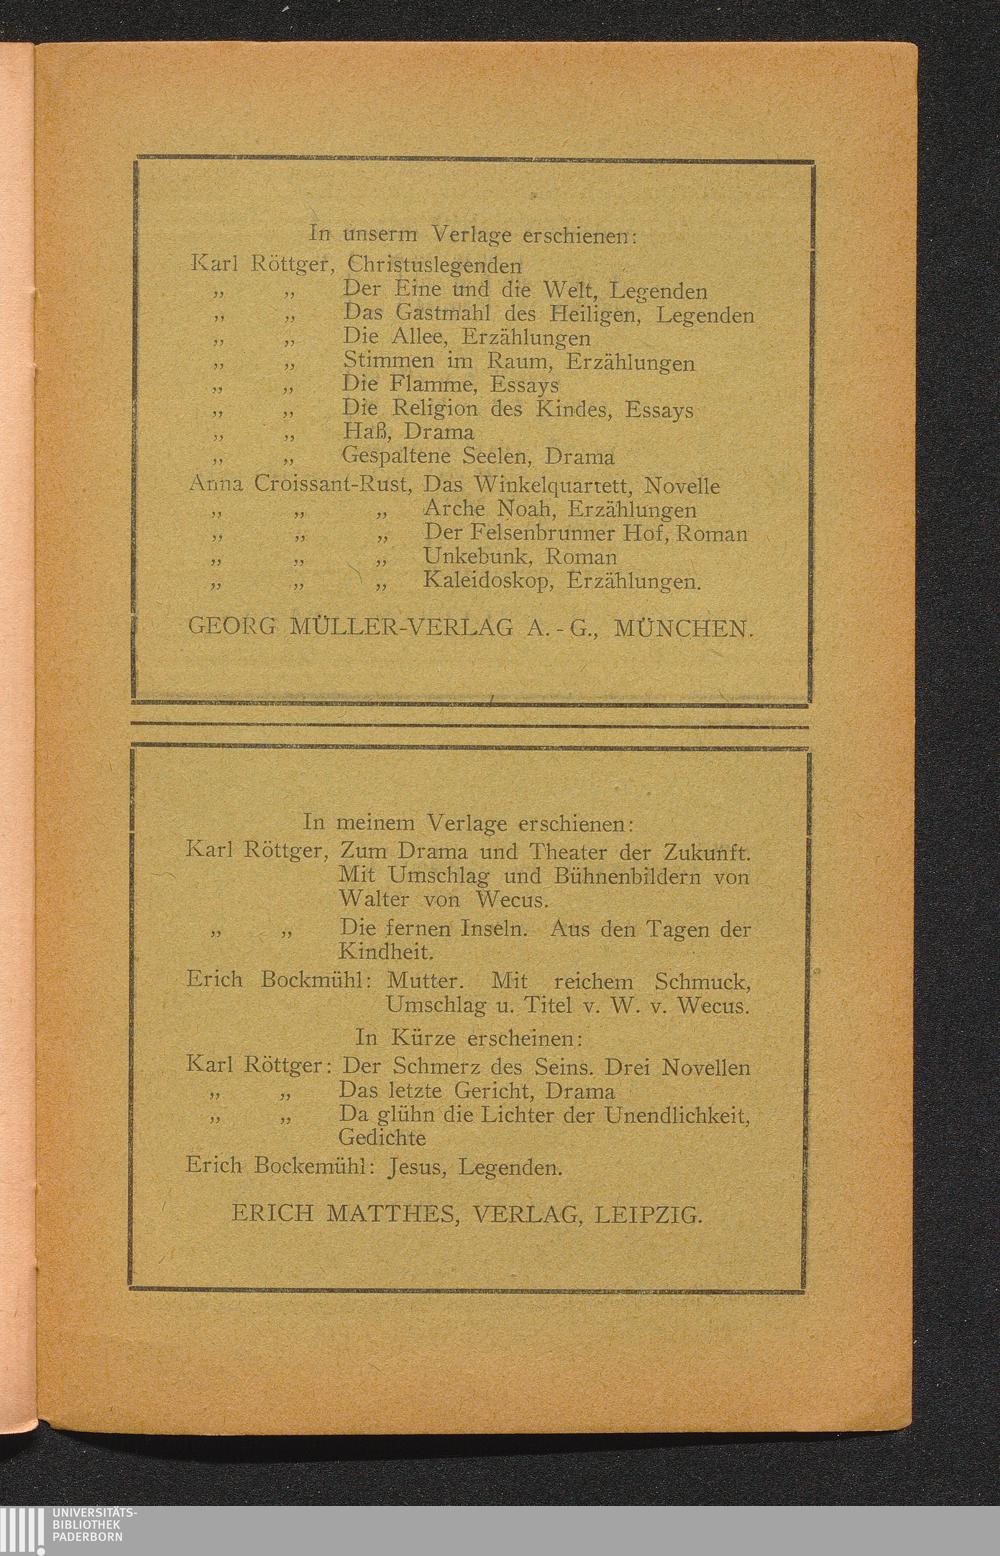 In unserm Verlage erschienen:
Karl Röttger, Christuslegenden
„ „ Der Eine und die Welt, Legenden
„ „ Das Gastmahl des Heiligen, Legenden
„ „ Die Allee, Erzählungen
„ „ Stimmen im Raum, Erzählungen
„ „ Die Flamme, Essays
„ „ Die Religion des Kindes, Essays
„ „ Haß, Drama
„ „ Gespaltene Seelen, Drama
Anna Croissant-Rust, Das Winkelquartett, Novelle
„ „ „ Arche Noah, Erzählungen
„ „ „ Der Felsenbrunner Hof, Roman
„ „ „ Unkebunk, Roman
„ „ „ Kaleidoskop, Erzählungen.
GEORG MÜLLER-VERLAG A.-G., MÜNCHEN.
In meinem Verlage erschienen:
Karl Röttger, Zum Drama und Theater der Zukunft.
Mit Umschlag und Bühnenbildern von
Walter von Wecus.
„ „ Die fernen Inseln. Aus den Tagen der
Kindheit.
Erich Bockmühl: Mutter. Mit reichem Schmuck,
Umschlag u. Titel v. W. v. Wecus.
In Kürze erscheinen:
Karl Röttger: Der Schmerz des Seins. Drei Novellen
„ „ Das letzte Gericht, Drama
„ „ Da glühn die Lichter der Unendlichkeit,
Gedichte
Erich Bockemühl: Jesus, Legenden.
ERICH MATTHES, VERLAG, LEIPZIG.
UNIVERSITÄTS-
BIBLIOTHEK
PADERBORN